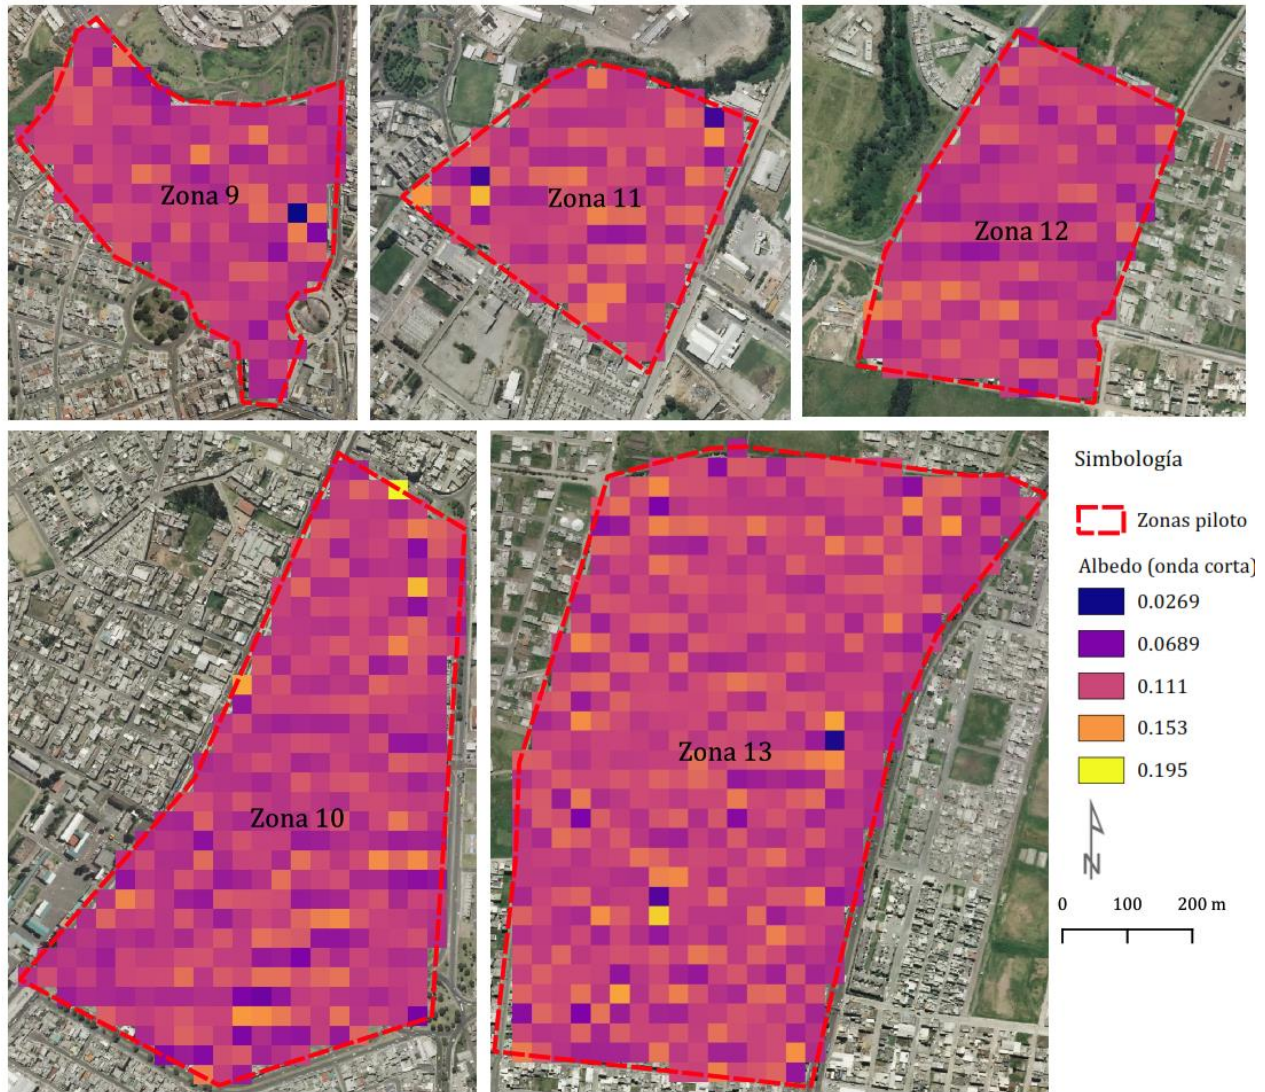 Zona 9
Zona 11
Zona 12
Zona 10
Zona 13
Simbología
Zonas piloto
Albedo (onda corta)
0.0269
0.0689
0.111
0.153
0.195
N
0 100 200 m